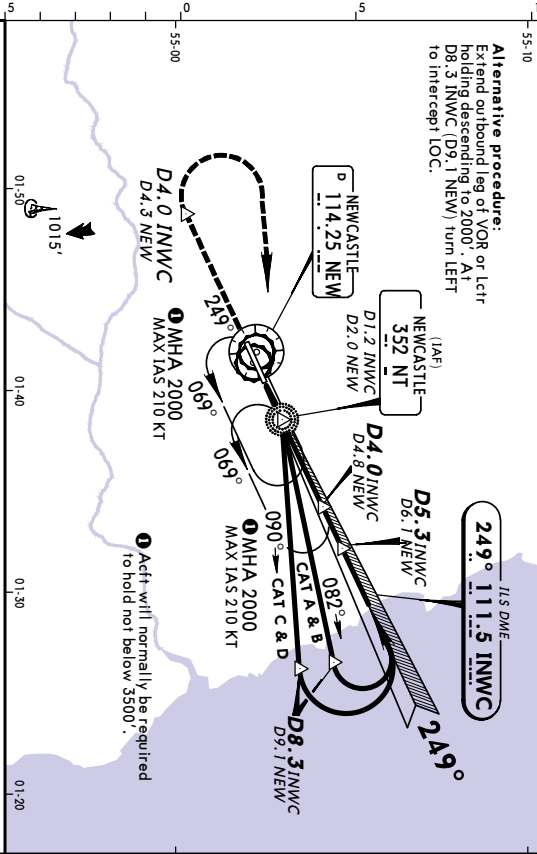 5
0
5
1
55-00
55-10
Alternative procedure:
Extend outbound leg of VOR or Lctr
holding descending to 2000'. At
D8.3 INWC (D9.1 NEW) turn LEFT
to intercept LOC.
01-50
01-40
01-30
01-20
1015'
D4.0 INWC
D4.3 NEW
D
NEWCASTLE
114.25 NEW
(IAF)
NEWCASTLE
352 NT
D1.2 INWC
D2.0 NEW
D4.0 INWC
D4.8 NEW
D5.3 INWC
D6.1 NEW
ILS DME
249° 111.5 INWC
249°
249°
069°
069°
1 MHA 2000
MAX IAS 210 KT
090°
082°
CAT A & B
CAT C & D
1 MHA 2000
MAX IAS 210 KT
D8.3 INWC
D9.1 NEW
1 Acft will normally be required
to hold not below 3500'.